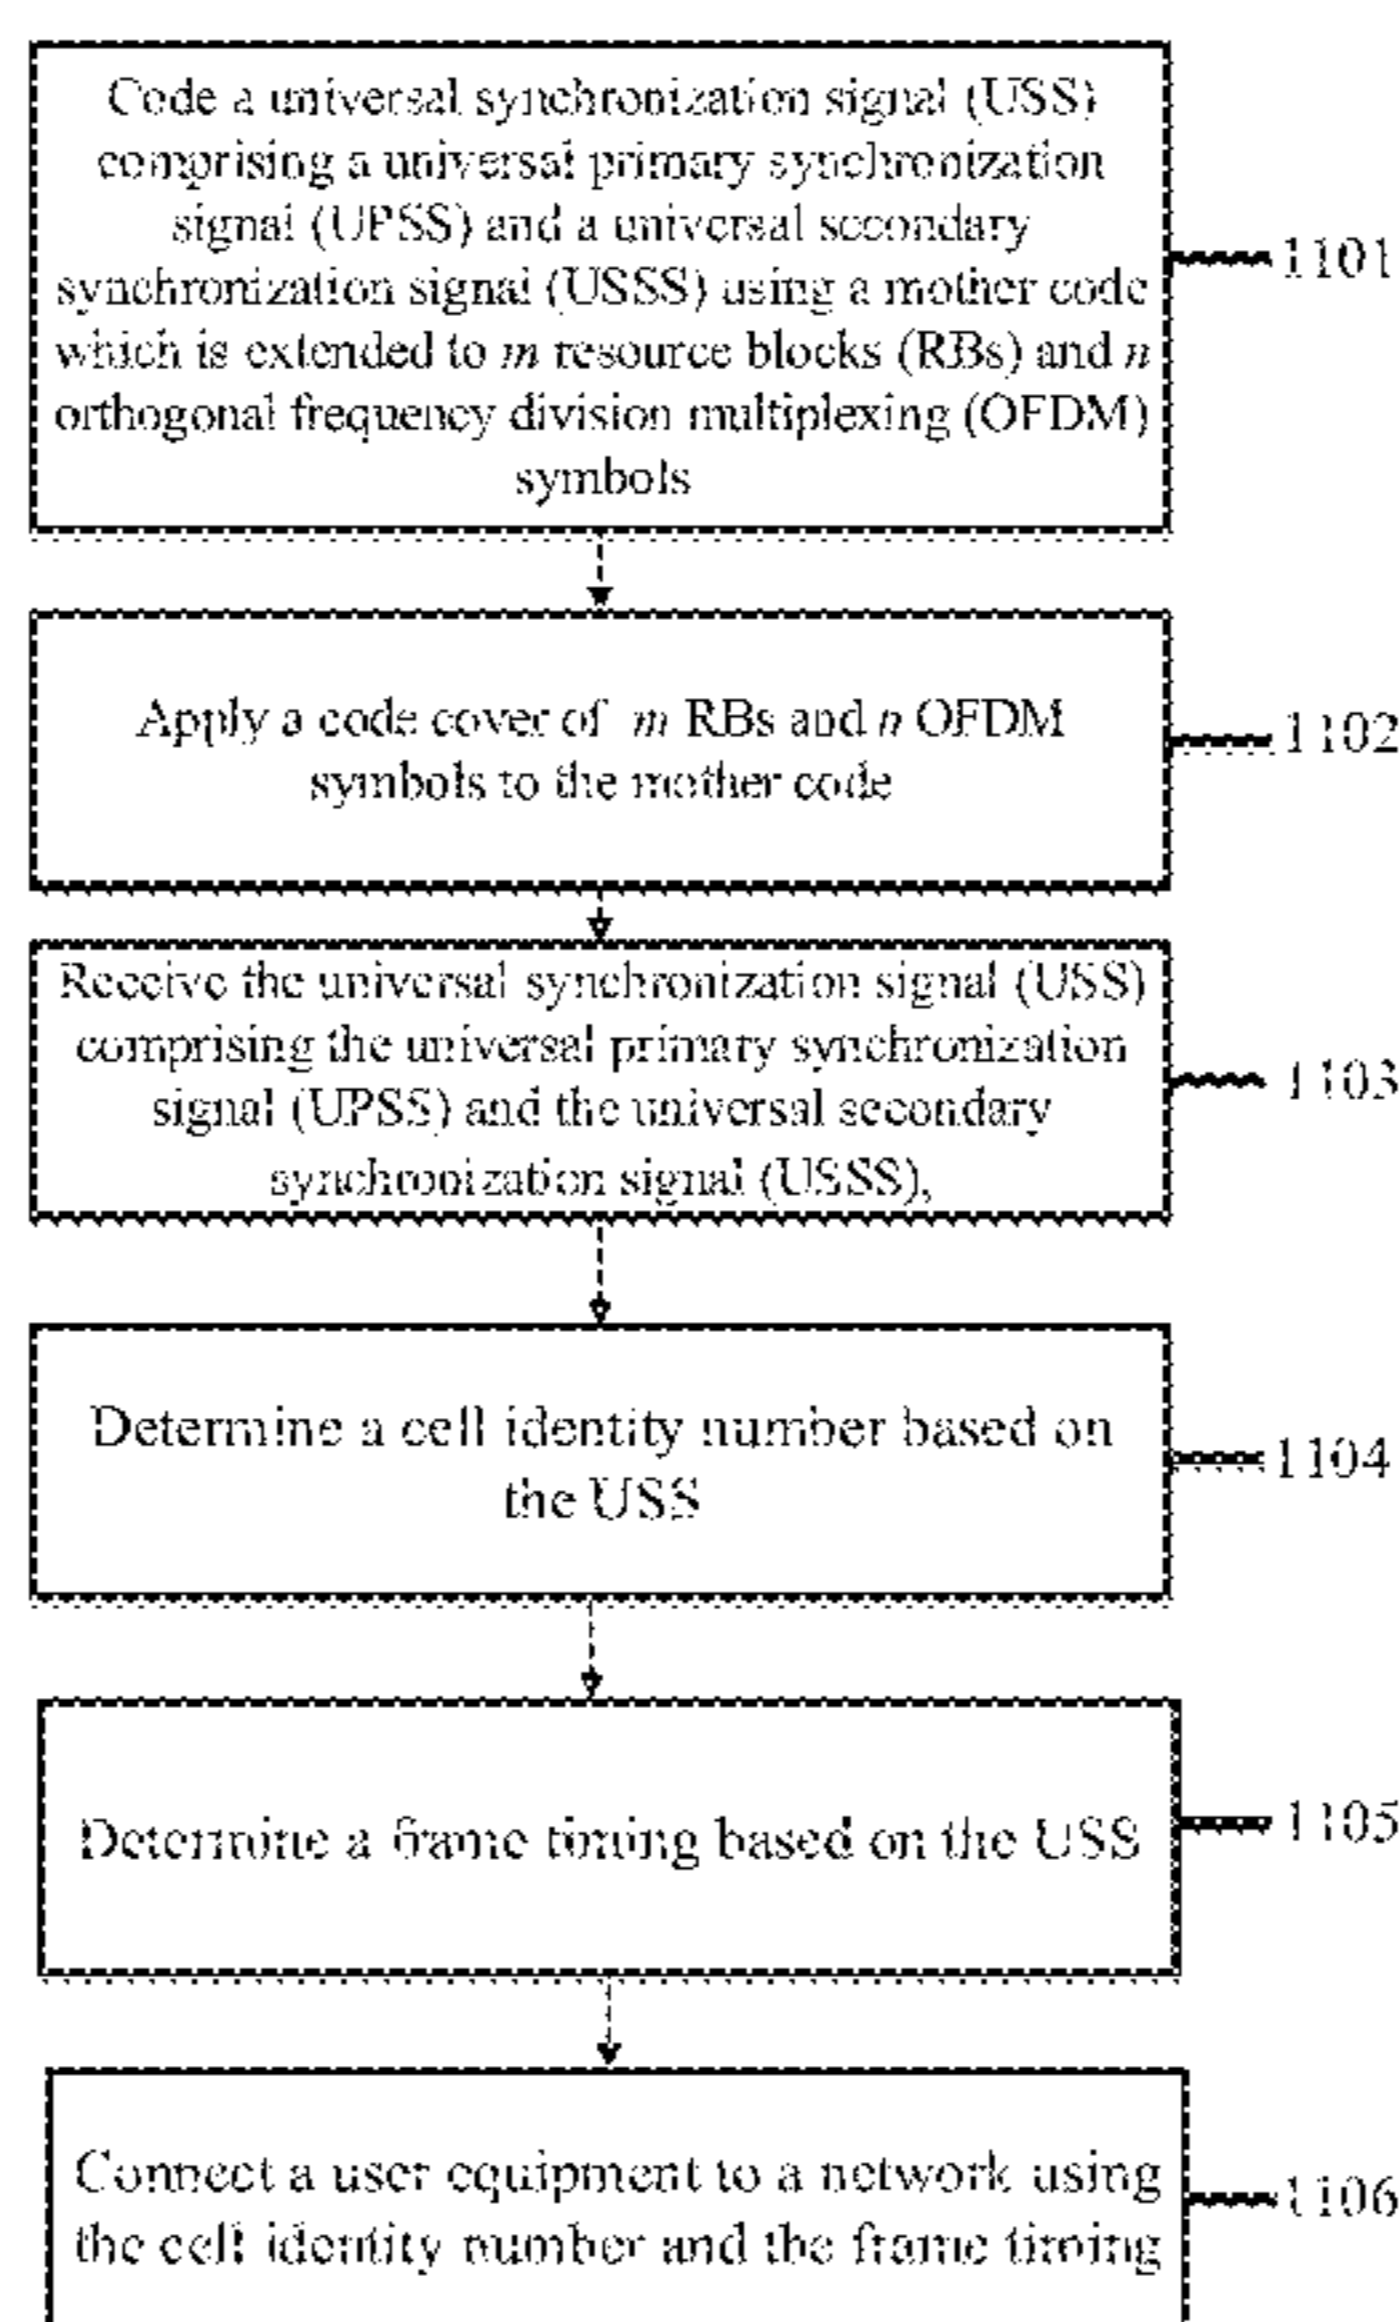 Code a universal synchronization signal (USS)
comprising a universal primary synchronization
signal (UPSS) and a universal secondary
synchronization signal (USSS) using a mother code
which is extended to m resource blocks (RBs) and n
orthogonal frequency division multiplexing (OFDM)
symbols
1101
Apply a code cover of m RBs and n OFDM
symbols to the mother code
1102
Receive the universal synchronization signal (USS)
comprising the universal primary synchronization
signal (UPSS) and the universal secondary
synchronization signal (USSS),
1103
Determine a cell identity number based on
the USS
1104
Determine a frame timing based on the USS
1105
Connect a user equipment to a network using
the cell identity number and the frame timing
1106